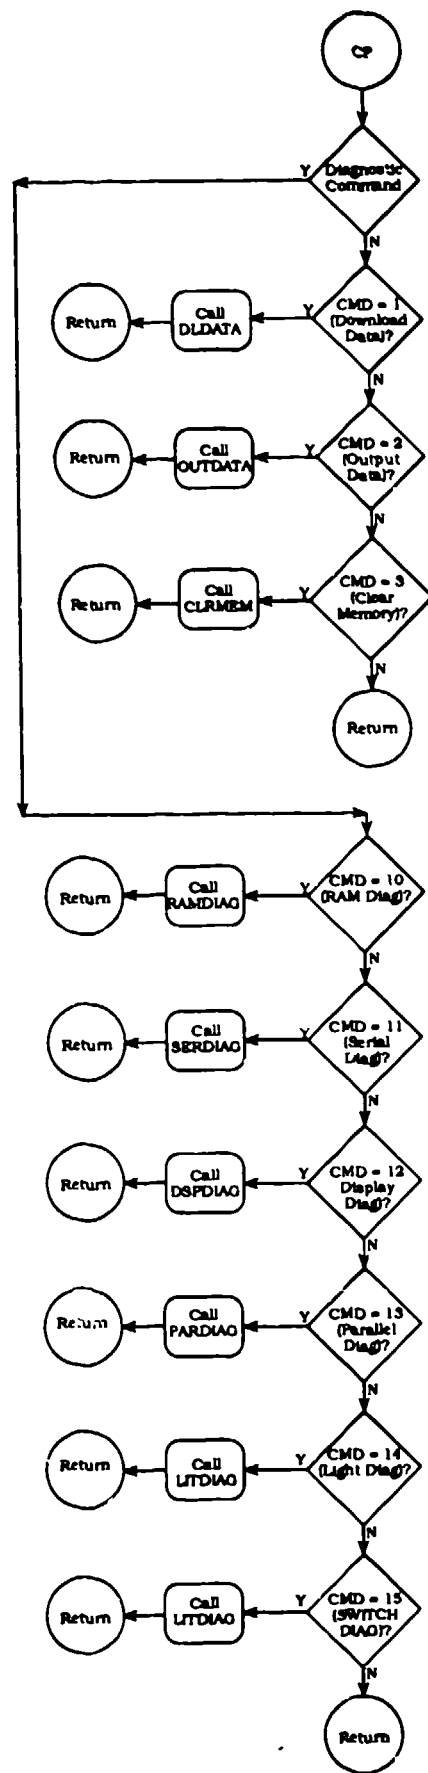 CP
Y
Diagnostic
Command
N
Return
Call
DLDATA
Y
CMD = 1
(Download
Data)?
N
Return
Call
OUTDATA
Y
CMD = 2
(Output
Data)?
N
Return
Call
CLRMEM
Y
CMD = 3
(Clear
Memory)?
N
Return
Return
Call
RAMDIAG
Y
CMD = 10
(RAM Diag)?
N
Return
Call
SERDIAG
Y
CMD = 11
(Serial
Diag)?
N
Return
Call
DSPDIAG
Y
CMD = 12
Display
Diag)?
N
Return
Call
PARDIAG
Y
CMD = 13
(Parallel
Diag)?
N
Return
Call
LITDIAG
Y
CMD = 14
(Light Diag)?
N
Return
Call
LITDIAG
Y
CMD = 15
(SWITCH
DIAG)?
N
Return